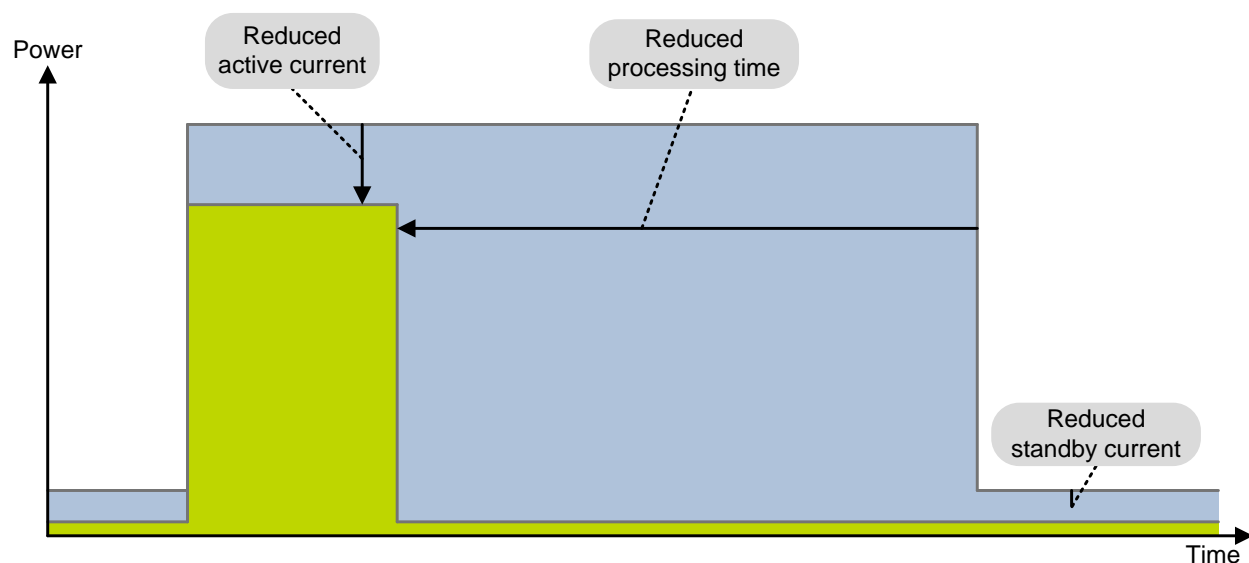 Power
Reduced
active current
Reduced
processing time
Reduced
standby current
Time